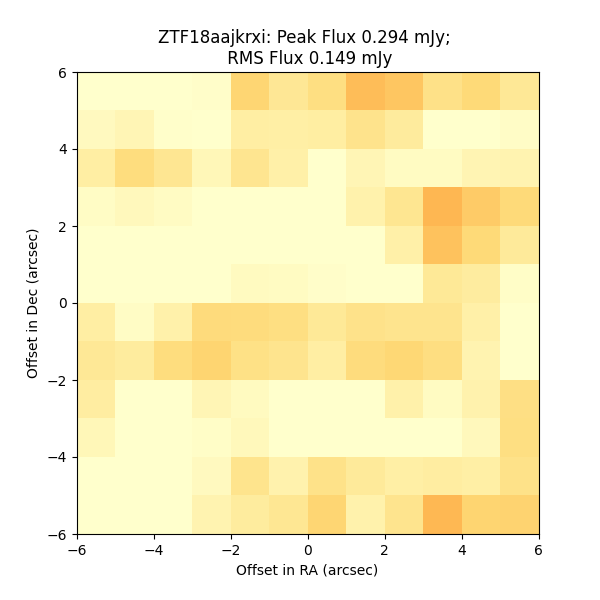 ZTF18aajkrxi: Peak Flux 0.294 mJy;
RMS Flux 0.149 mJy
6
4
2
0
−2
−4
−6
Offset in Dec (arcsec)
−6 −4 −2 0 2 4 6
Offset in RA (arcsec)